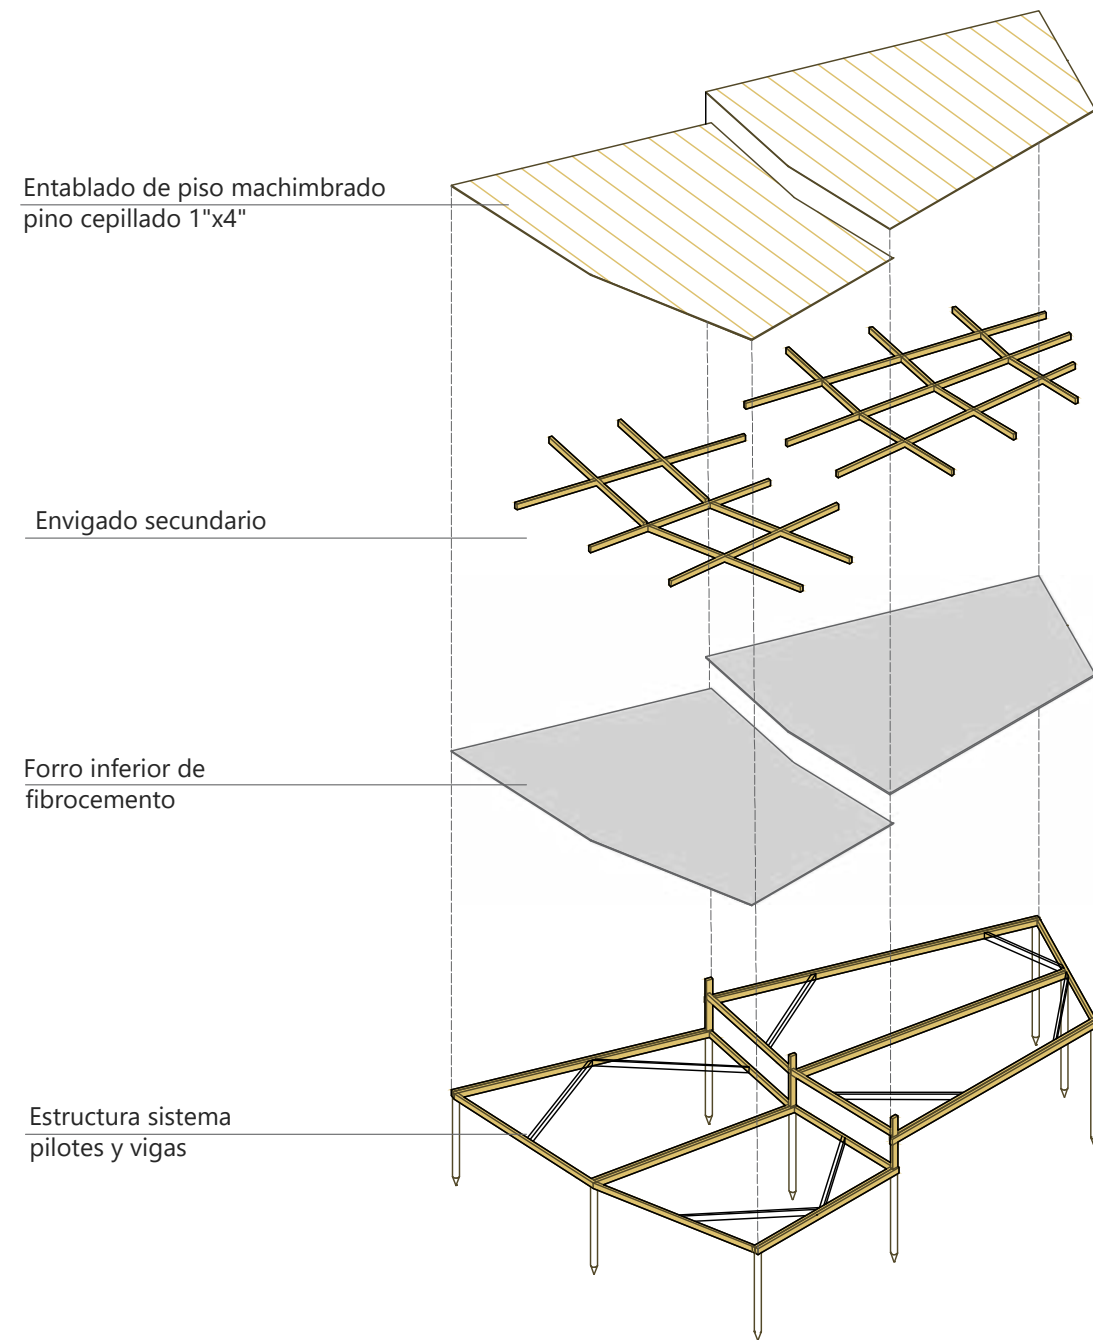 Entablado de piso machimbrado
pino cepillado 1"x4"
Envigado secundario
Forro inferior de
fibrocemento
Estructura sistema
pilotes y vigas